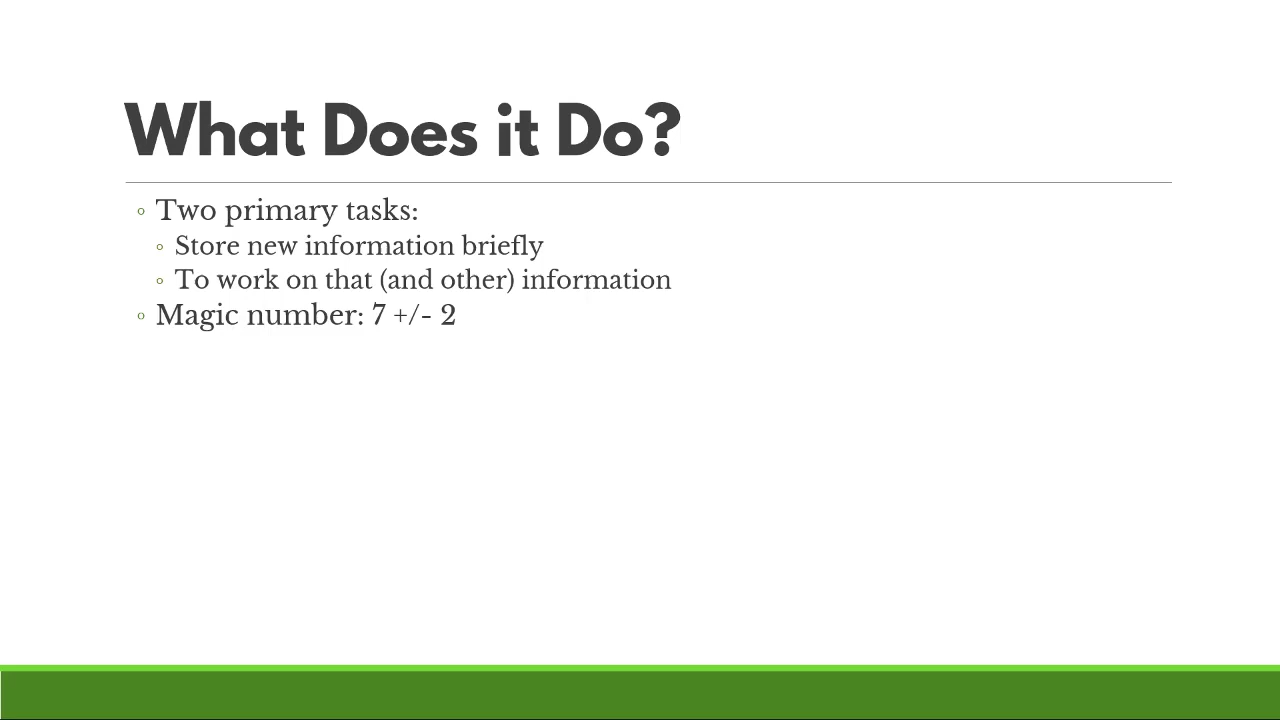 What Does it Do?
◦ Two primary tasks:
◦ Store new information briefly
◦ To work on that (and other) information
◦ Magic number: 7 +/- 2